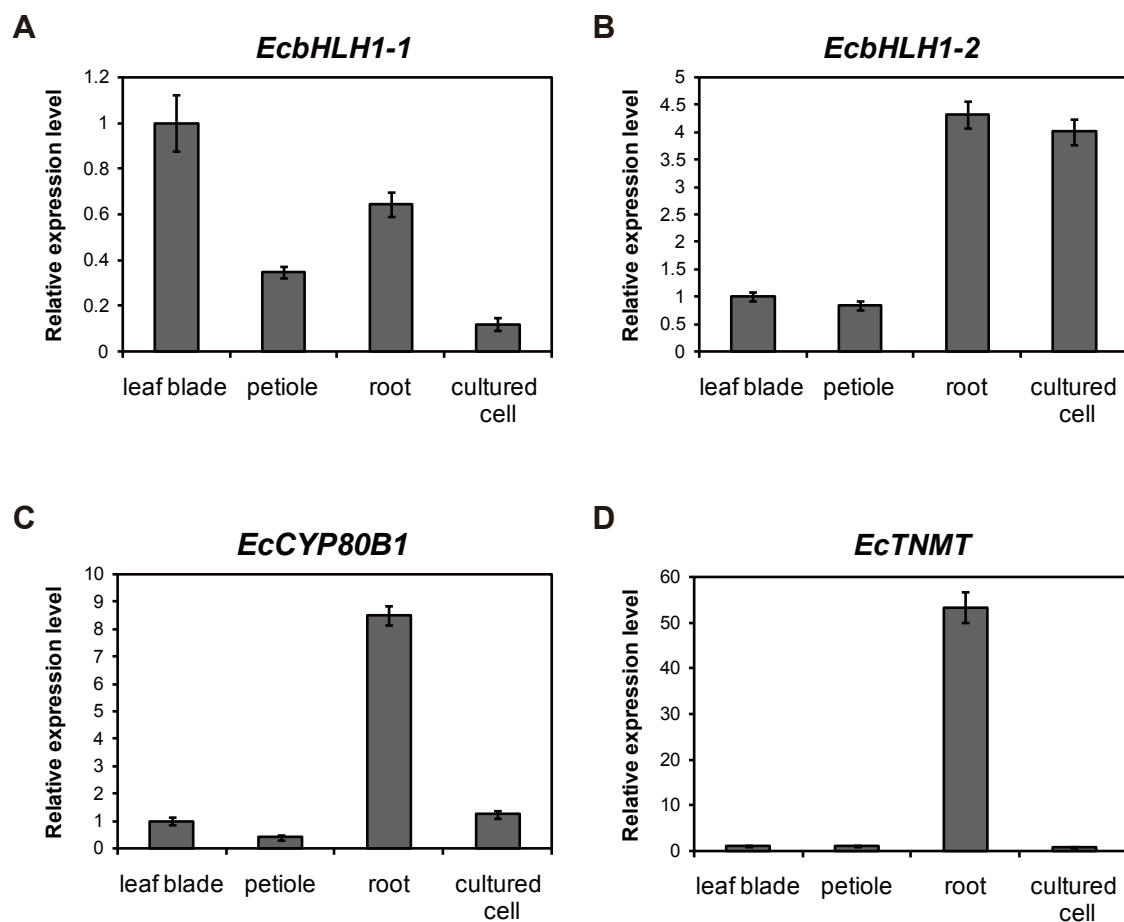 A
EcbHLH1-1
Relative expression level
1.2
1
0.8
0.6
0.4
0.2
0
leaf blade petiole root cultured
cell
B
EcbHLH1-2
Relative expression level
5
4.5
4
3.5
3
2.5
2
1.5
1
0.5
0
leaf blade petiole root cultured
cell
C
EcCYP80B1
Relative expression level
10
9
8
7
6
5
4
3
2
1
0
leaf blade petiole root cultured
cell
D
EcTNMT
Relative expression level
60
50
40
30
20
10
0
leaf blade petiole root cultured
cell